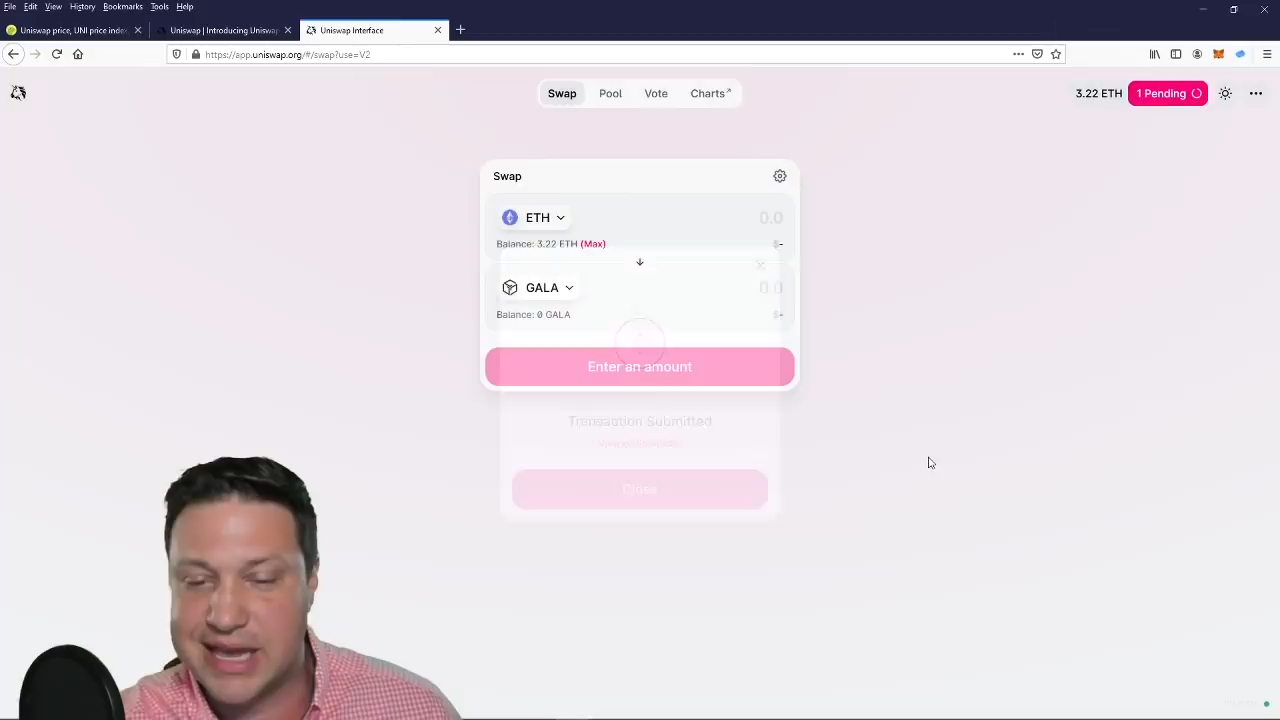 File Edit View History Bookmarks Tools Help
Uniswap price, UNI price index,
Uniswap | Introducing Uniswap
Uniswap Interface
https://app.uniswap.org/#/swap?use=V2
Swap Pool Vote Charts↗
3.22 ETH 1 Pending
Swap
ETH 0.0
Balance: 3.22 ETH (Max) $-
GALA 0.0
Balance: 0 GALA $-
Enter an amount
Transaction Submitted
Close